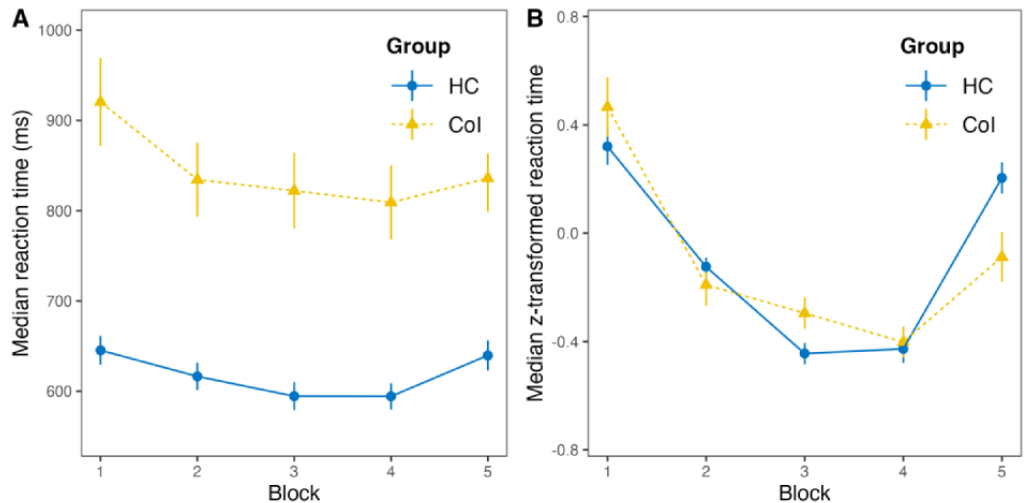 A
Median reaction time (ms)
1000
900
800
700
600
Group
HC
CoI
1 2 3 4 5
Block
B
Median z-transformed reaction time
0.8
0.4
0.0
-0.4
-0.8
Group
HC
CoI
1 2 3 4 5
Block